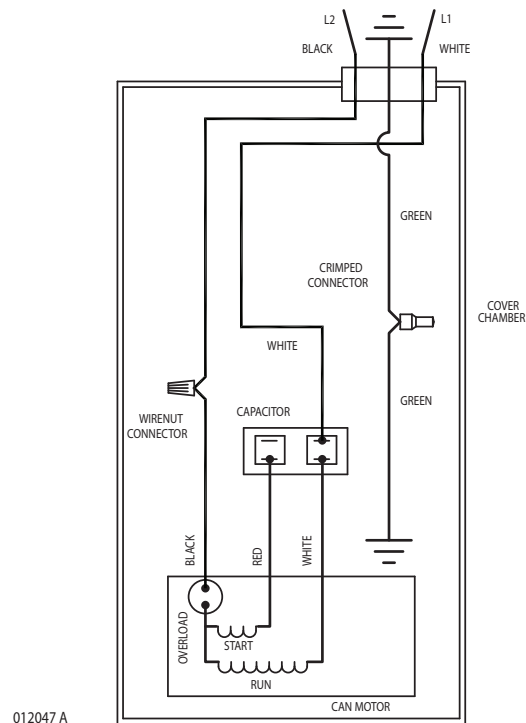 L2
L1
BLACK
WHITE
GREEN
CRIMPED
CONNECTOR
COVER
CHAMBER
WHITE
GREEN
CAPACITOR
WIRENUT
CONNECTOR
BLACK
RED
WHITE
OVERLOAD
START
RUN
CAN MOTOR
012047 A